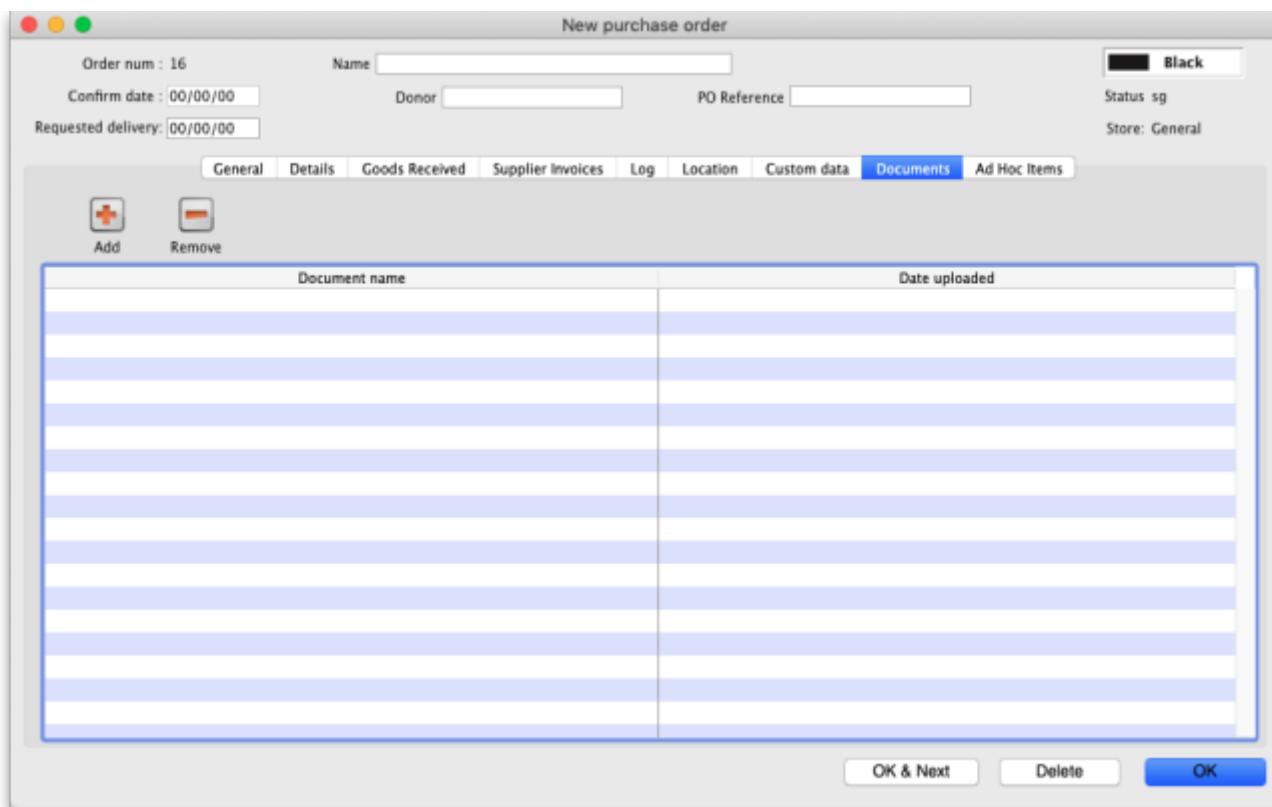 New purchase order
Order num : 16 Name Black
Confirm date : 00/00/00 Donor PO Reference Status sg
Requested delivery: 00/00/00 Store: General
General Details Goods Received Supplier Invoices Log Location Custom data Documents Ad Hoc Items
Add Remove
Document name Date uploaded
OK & Next Delete OK